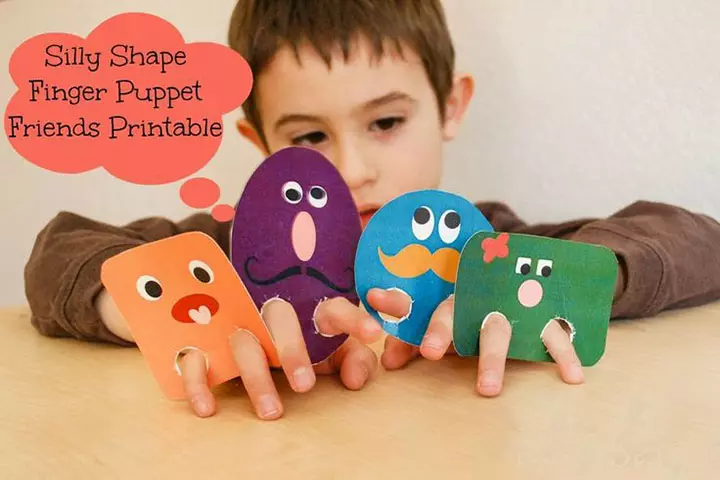 Silly Shape
Finger Puppet
Friends Printable